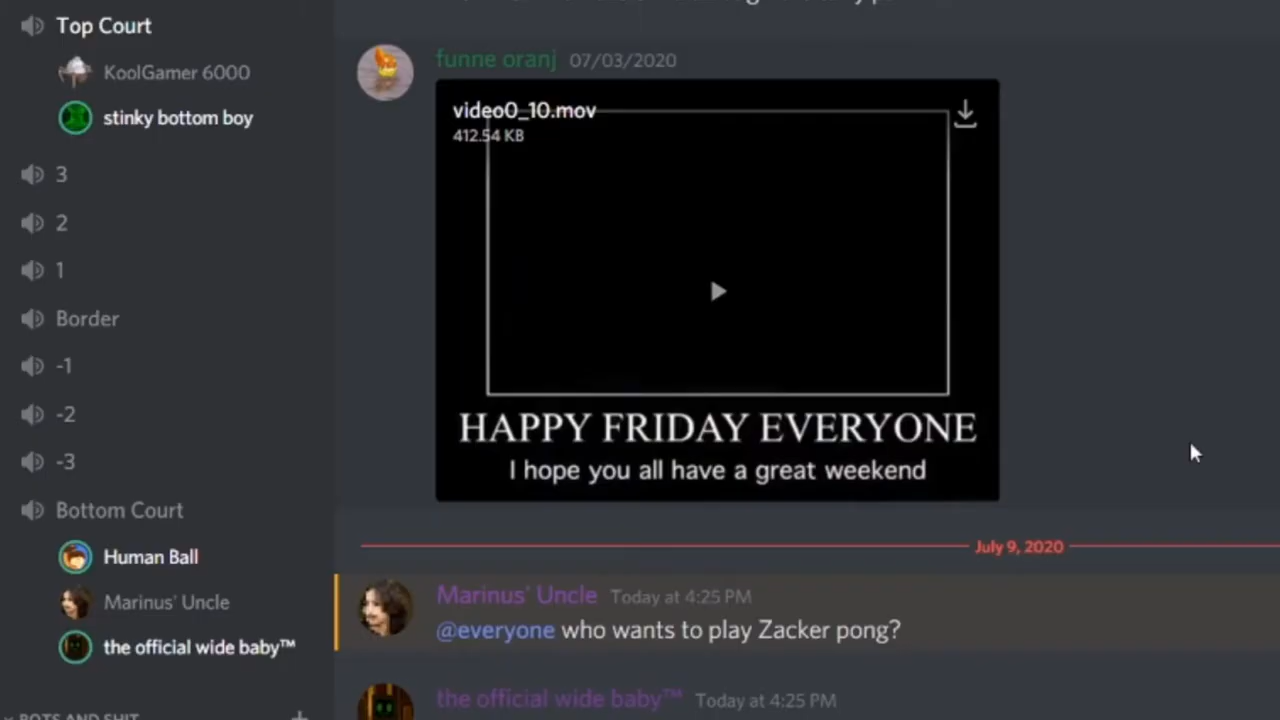 Top Court
KoolGamer 6000
stinky bottom boy
3
2
1
Border
-1
-2
-3
Bottom Court
Human Ball
Marinus' Uncle
the official wide baby™
BOTS AND SHIT
funne oranj 07/03/2020
video0_10.mov
412.54 KB
HAPPY FRIDAY EVERYONE
I hope you all have a great weekend
July 9, 2020
Marinus' Uncle Today at 4:25 PM
@everyone who wants to play Zacker pong?
the official wide baby™ Today at 4:25 PM